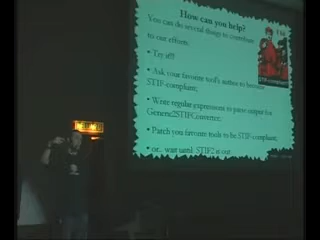 How can you help?
You can do several things to contribute
to our efforts.
• Try it!!
• Ask your favorite tool's author to become
STIF-compliant;
• Write regular expressions to parse output for
Generic2STIFConverter;
• Patch you favorite tools to be STIF-compliant;
• or... wait until STIF2 is out.